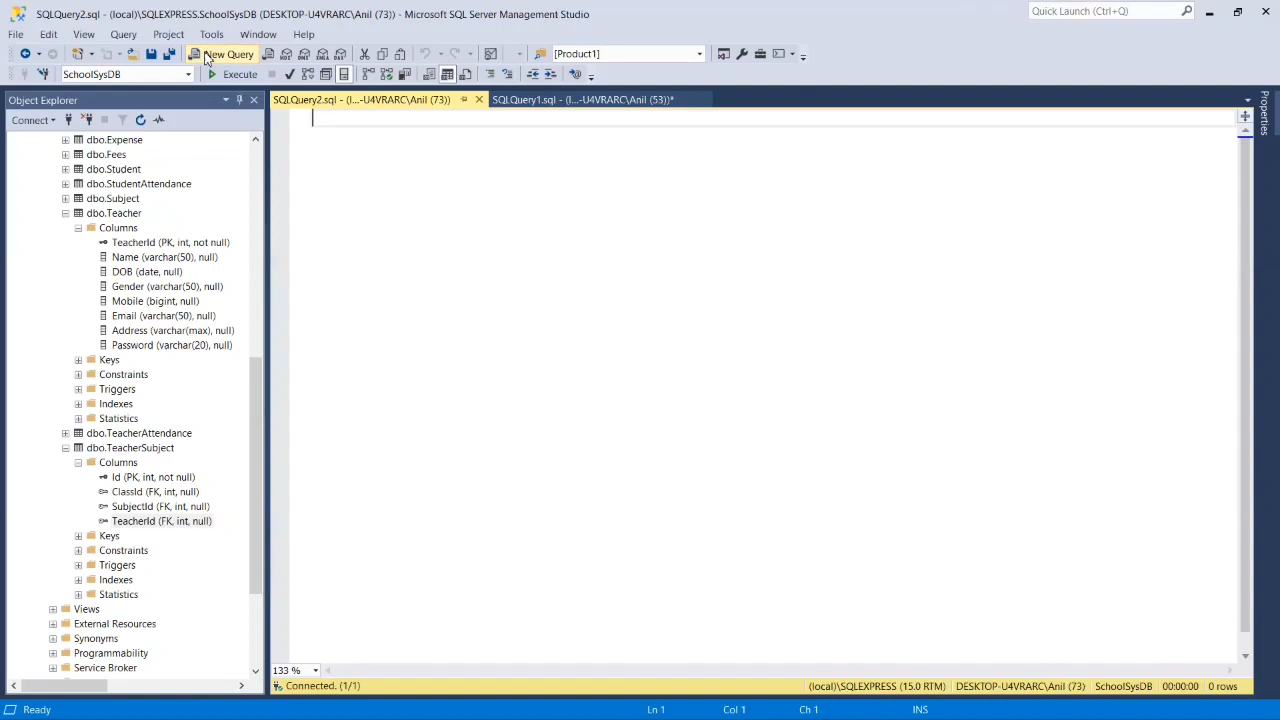 SQLQuery2.sql - (local)\SQLEXPRESS.SchoolSysDB (DESKTOP-U4VRARC\Anil (73)) - Microsoft SQL Server Management Studio
Quick Launch (Ctrl+Q)
File Edit View Query Project Tools Window Help
New Query
[Product1]
SchoolSysDB
Execute
Object Explorer
SQLQuery2.sql - (l...-U4VRARC\Anil (73))
SQLQuery1.sql - (l...-U4VRARC\Anil (53))*
Properties
Connect
dbo.Expense
dbo.Fees
dbo.Student
dbo.StudentAttendance
dbo.Subject
dbo.Teacher
Columns
TeacherId (PK, int, not null)
Name (varchar(50), null)
DOB (date, null)
Gender (varchar(50), null)
Mobile (bigint, null)
Email (varchar(50), null)
Address (varchar(max), null)
Password (varchar(20), null)
Keys
Constraints
Triggers
Indexes
Statistics
dbo.TeacherAttendance
dbo.TeacherSubject
Columns
Id (PK, int, not null)
ClassId (FK, int, null)
SubjectId (FK, int, null)
TeacherId (FK, int, null)
Keys
Constraints
Triggers
Indexes
Statistics
Views
External Resources
Synonyms
Programmability
Service Broker
133 %
Connected. (1/1)
(local)\SQLEXPRESS (15.0 RTM)
DESKTOP-U4VRARC\Anil (73)
SchoolSysDB
00:00:00
0 rows
Ready
Ln 1
Col 1
Ch 1
INS